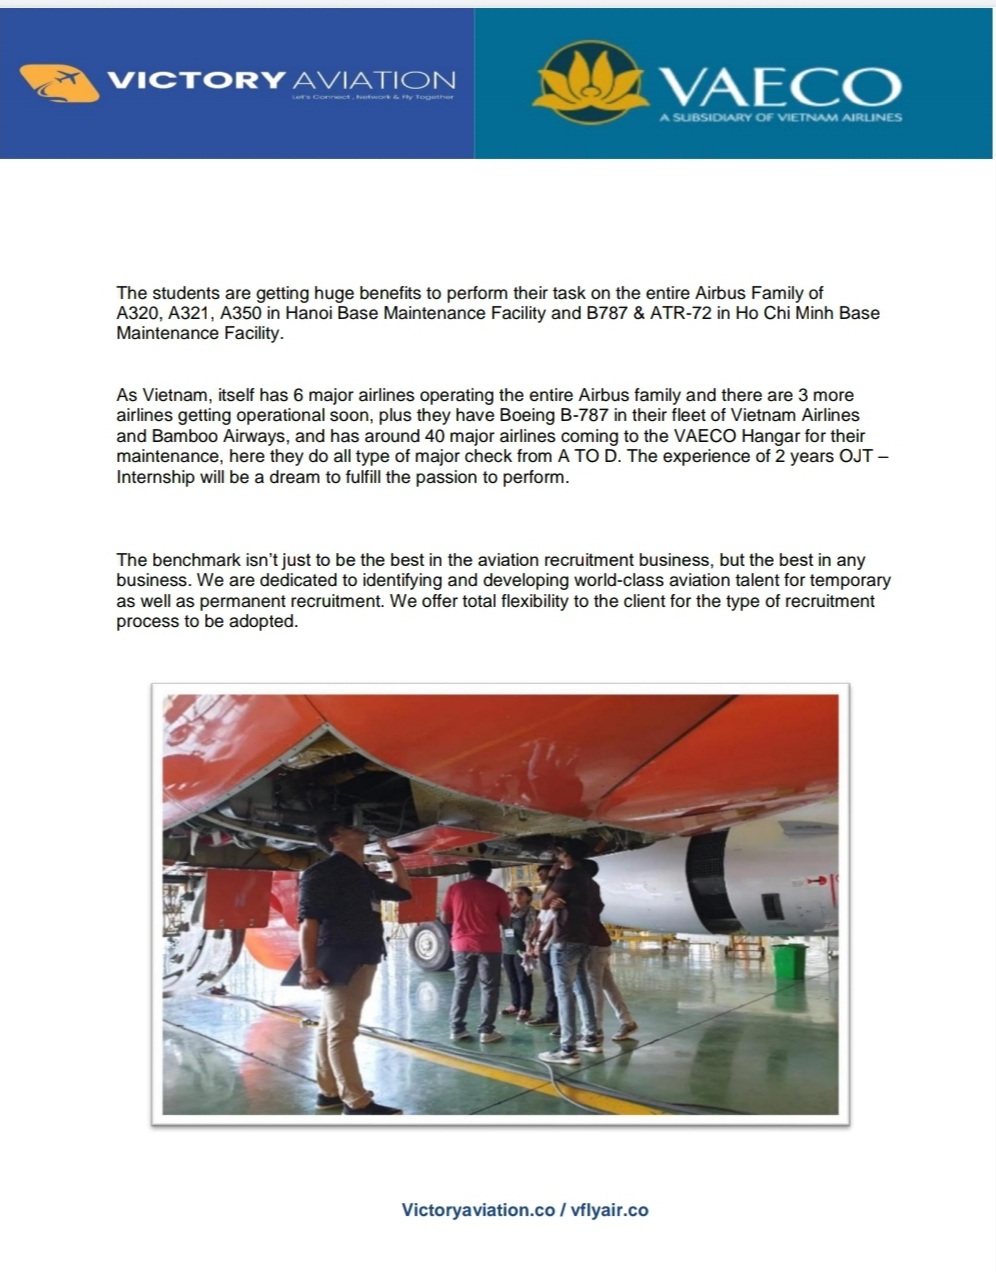 VICTORY AVIATION
Let's Connect, Network & Fly Together
VAECO
A SUBSIDIARY OF VIETNAM AIRLINES
The students are getting huge benefits to perform their task on the entire Airbus Family of
A320, A321, A350 in Hanoi Base Maintenance Facility and B787 & ATR-72 in Ho Chi Minh Base
Maintenance Facility.
As Vietnam, itself has 6 major airlines operating the entire Airbus family and there are 3 more
airlines getting operational soon, plus they have Boeing B-787 in their fleet of Vietnam Airlines
and Bamboo Airways, and has around 40 major airlines coming to the VAECO Hangar for their
maintenance, here they do all type of major check from A TO D. The experience of 2 years OJT –
Internship will be a dream to fulfill the passion to perform.
The benchmark isn’t just to be the best in the aviation recruitment business, but the best in any
business. We are dedicated to identifying and developing world-class aviation talent for temporary
as well as permanent recruitment. We offer total flexibility to the client for the type of recruitment
process to be adopted.
Victoryaviation.co / vflyair.co